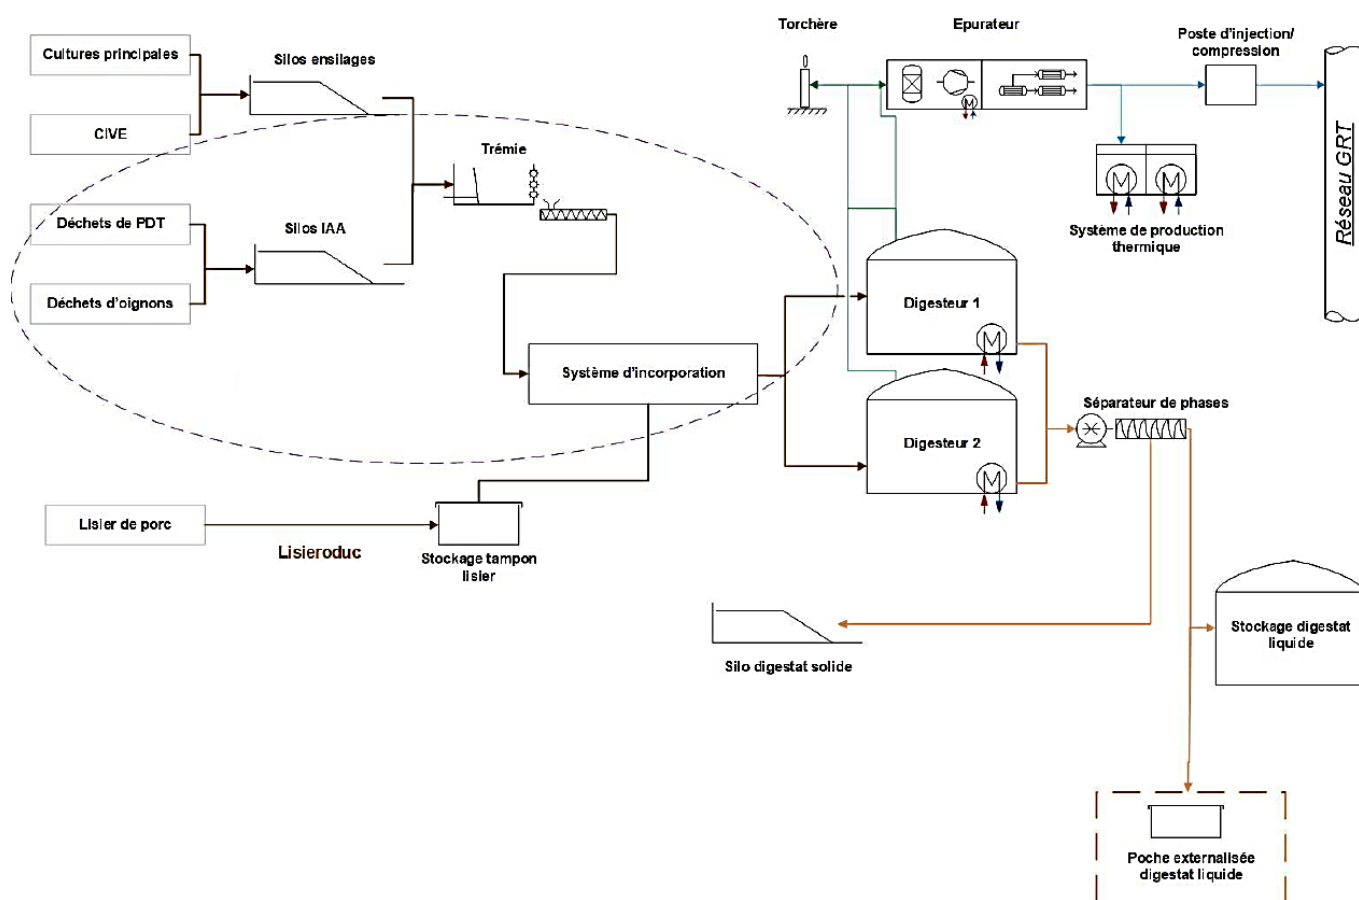 Cultures principales
CIVE
Silos ensilages
Déchets de PDT
Déchets d'oignons
Silos IAA
Trémie
Système d'incorporation
Lisier de porc
Lisieroduc
Stockage tampon
lisier
Torchère
Epurateur
M
Poste d'injection/
compression
Réseau GRT
M
M
Système de production
thermique
Digesteur 1
M
Digesteur 2
M
Séparateur de phases
Silo digestat solide
Stockage digestat
liquide
Poche externalisée
digestat liquide